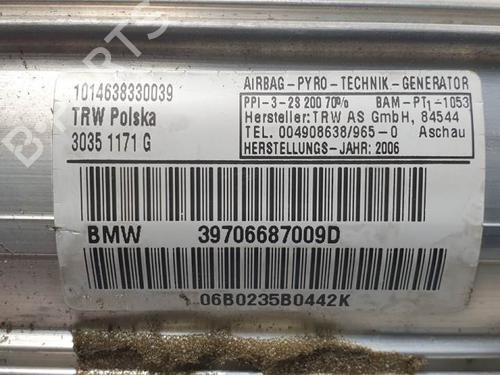 1014638330039
TRW Polska
3035 1171 G
AIRBAG-PYRO-TECHNIK-GENERATOR
PPI-3-2S 200 70% BAM-PT1-1053
Hersteller: TRW AS GmbH, 84544
TEL. 004908638/965-0 Aschau
HERSTELLUNGS-JAHR: 2006
BMW 39706687009D
06B0235B0442K
PARTS